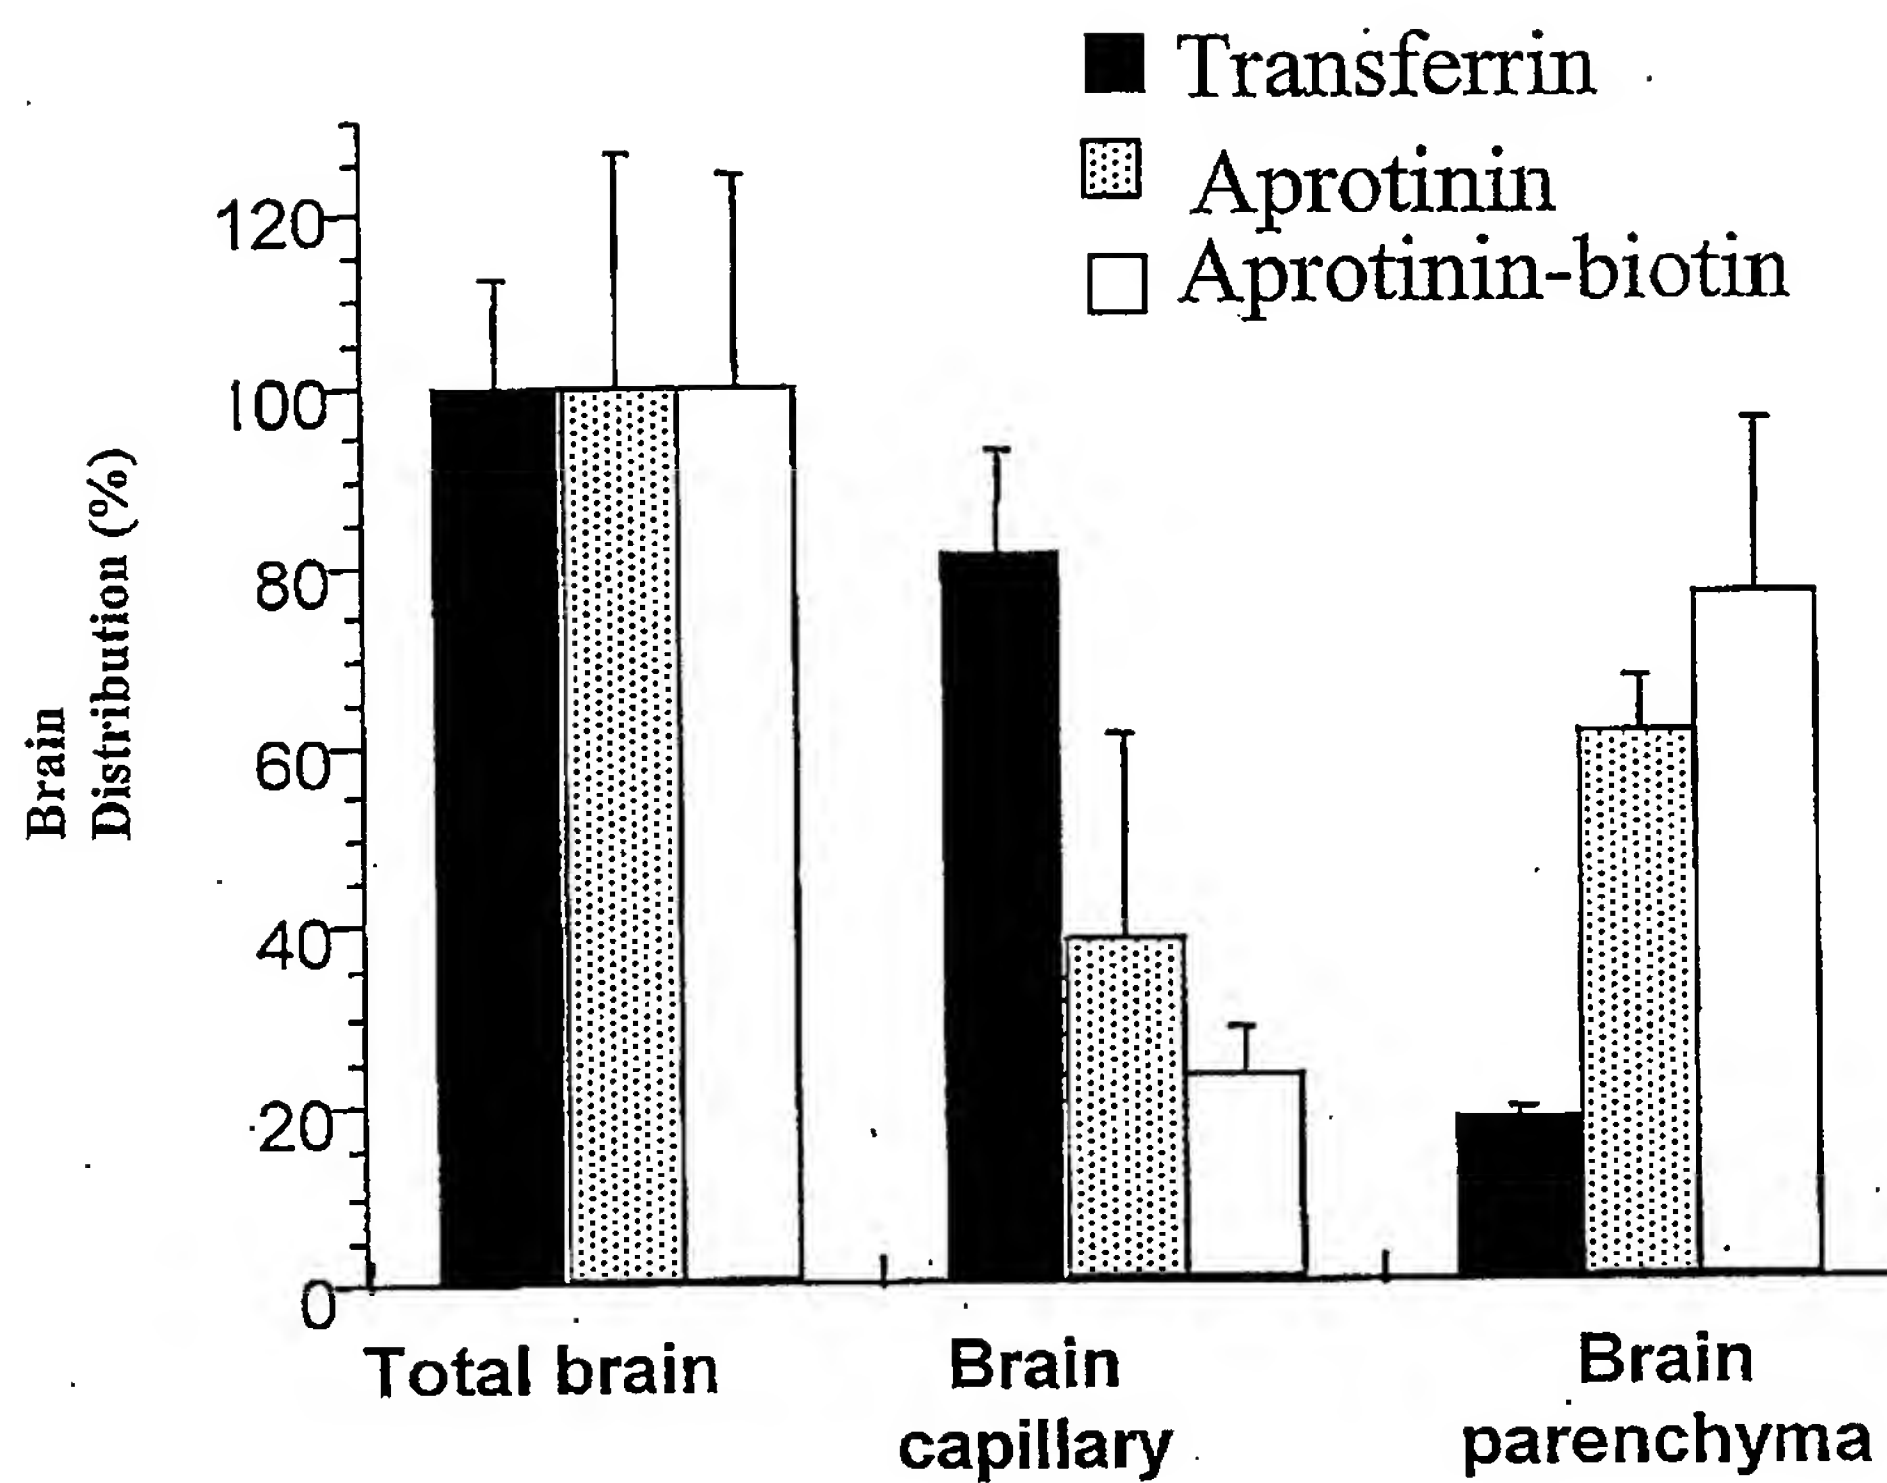 Transferrin
Aprotinin
Aprotinin-biotin
120
100
80
60
40
20
0
Brain
Distribution (%)
Total brain
Brain
capillary
Brain
parenchyma